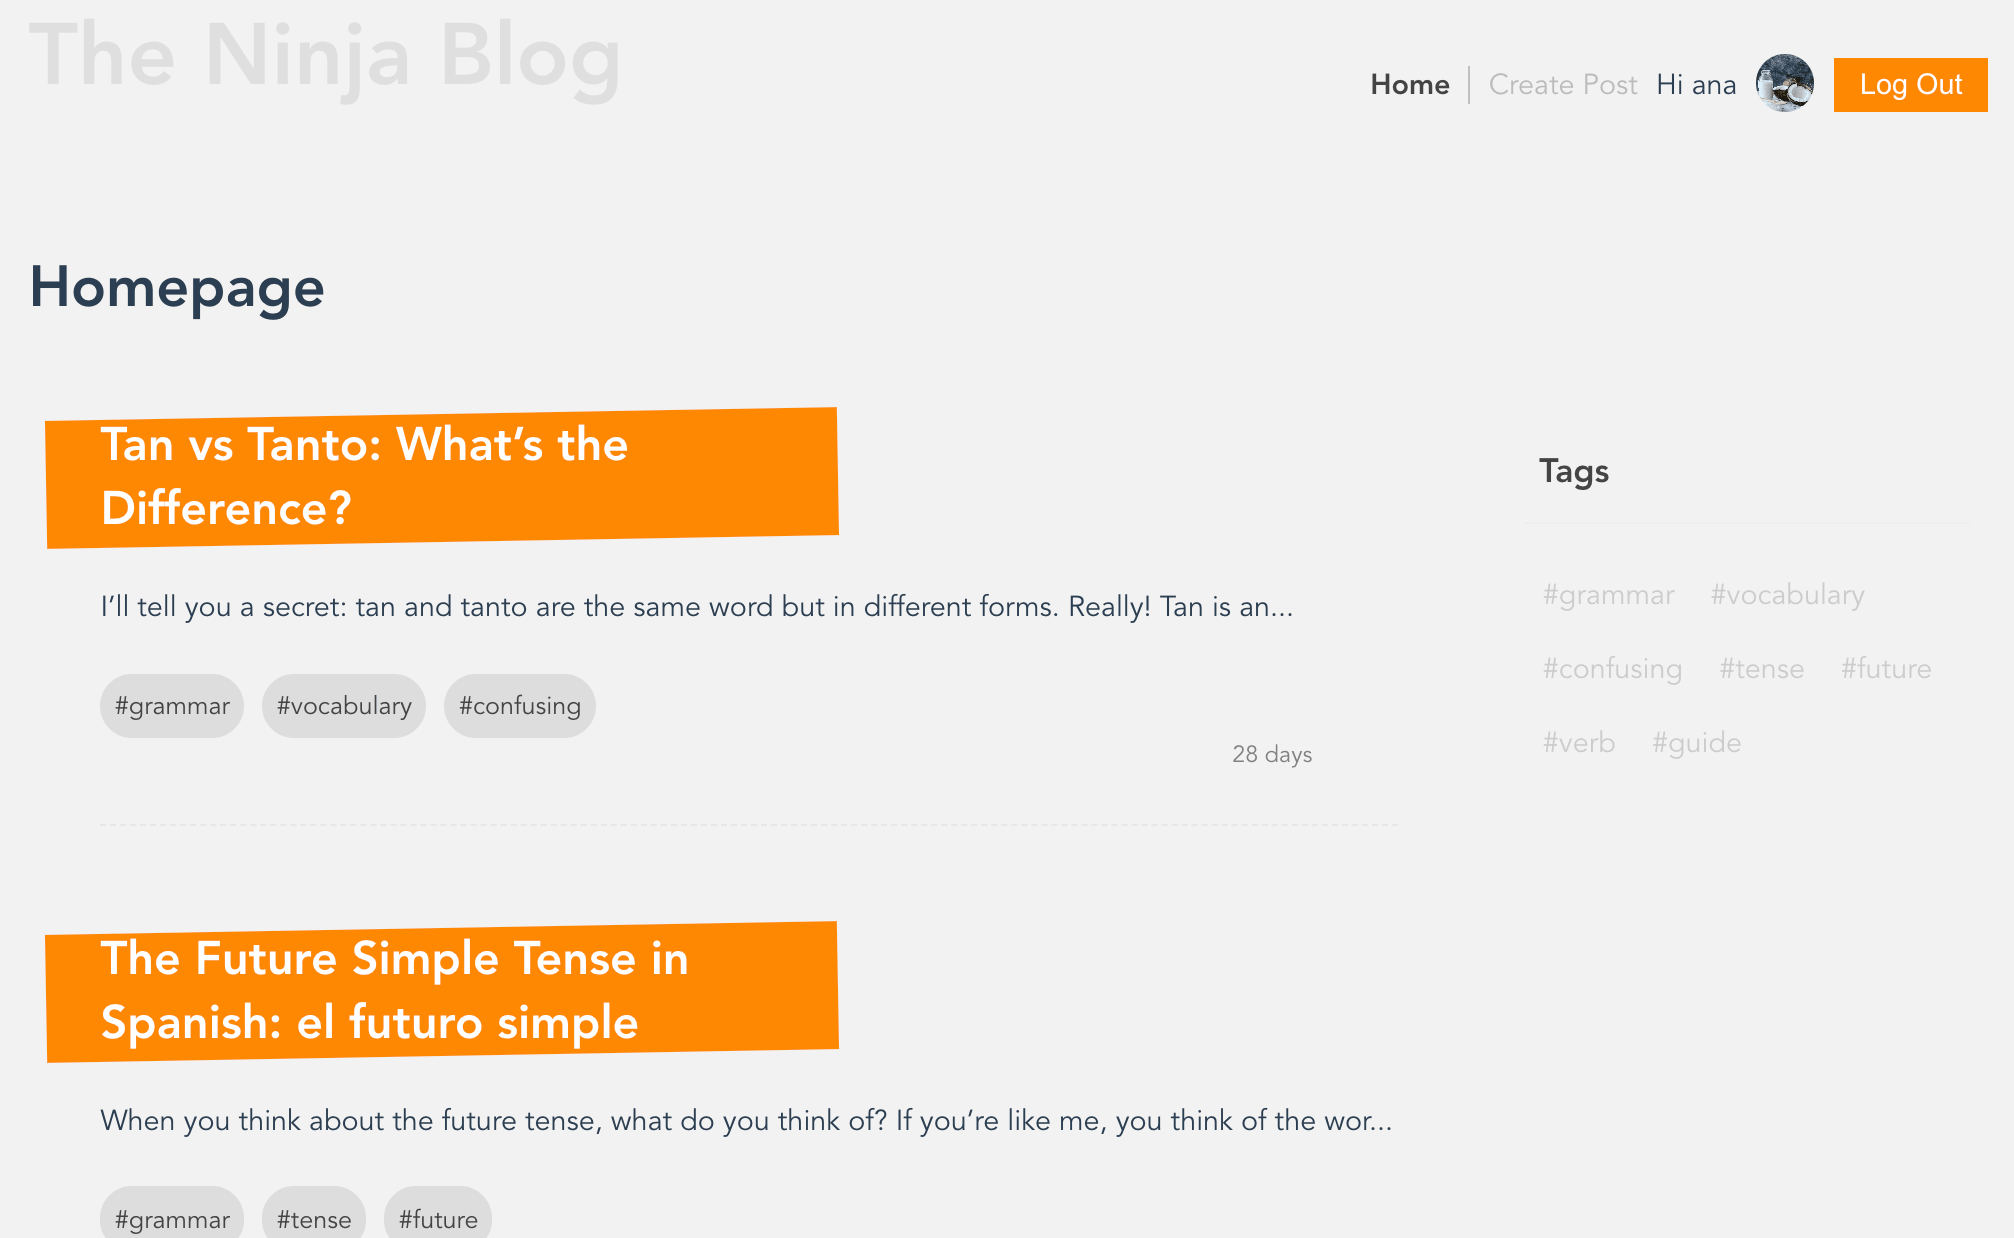 The Ninja Blog
Home
Create Post
Hi ana
Log Out
Homepage
Tan vs Tanto: What’s the
Difference?
I’ll tell you a secret: tan and tanto are the same word but in different forms. Really! Tan is an...
#grammar #vocabulary #confusing
28 days
The Future Simple Tense in
Spanish: el futuro simple
When you think about the future tense, what do you think of? If you’re like me, you think of the wor...
#grammar #tense #future
Tags
#grammar #vocabulary
#confusing #tense #future
#verb #guide